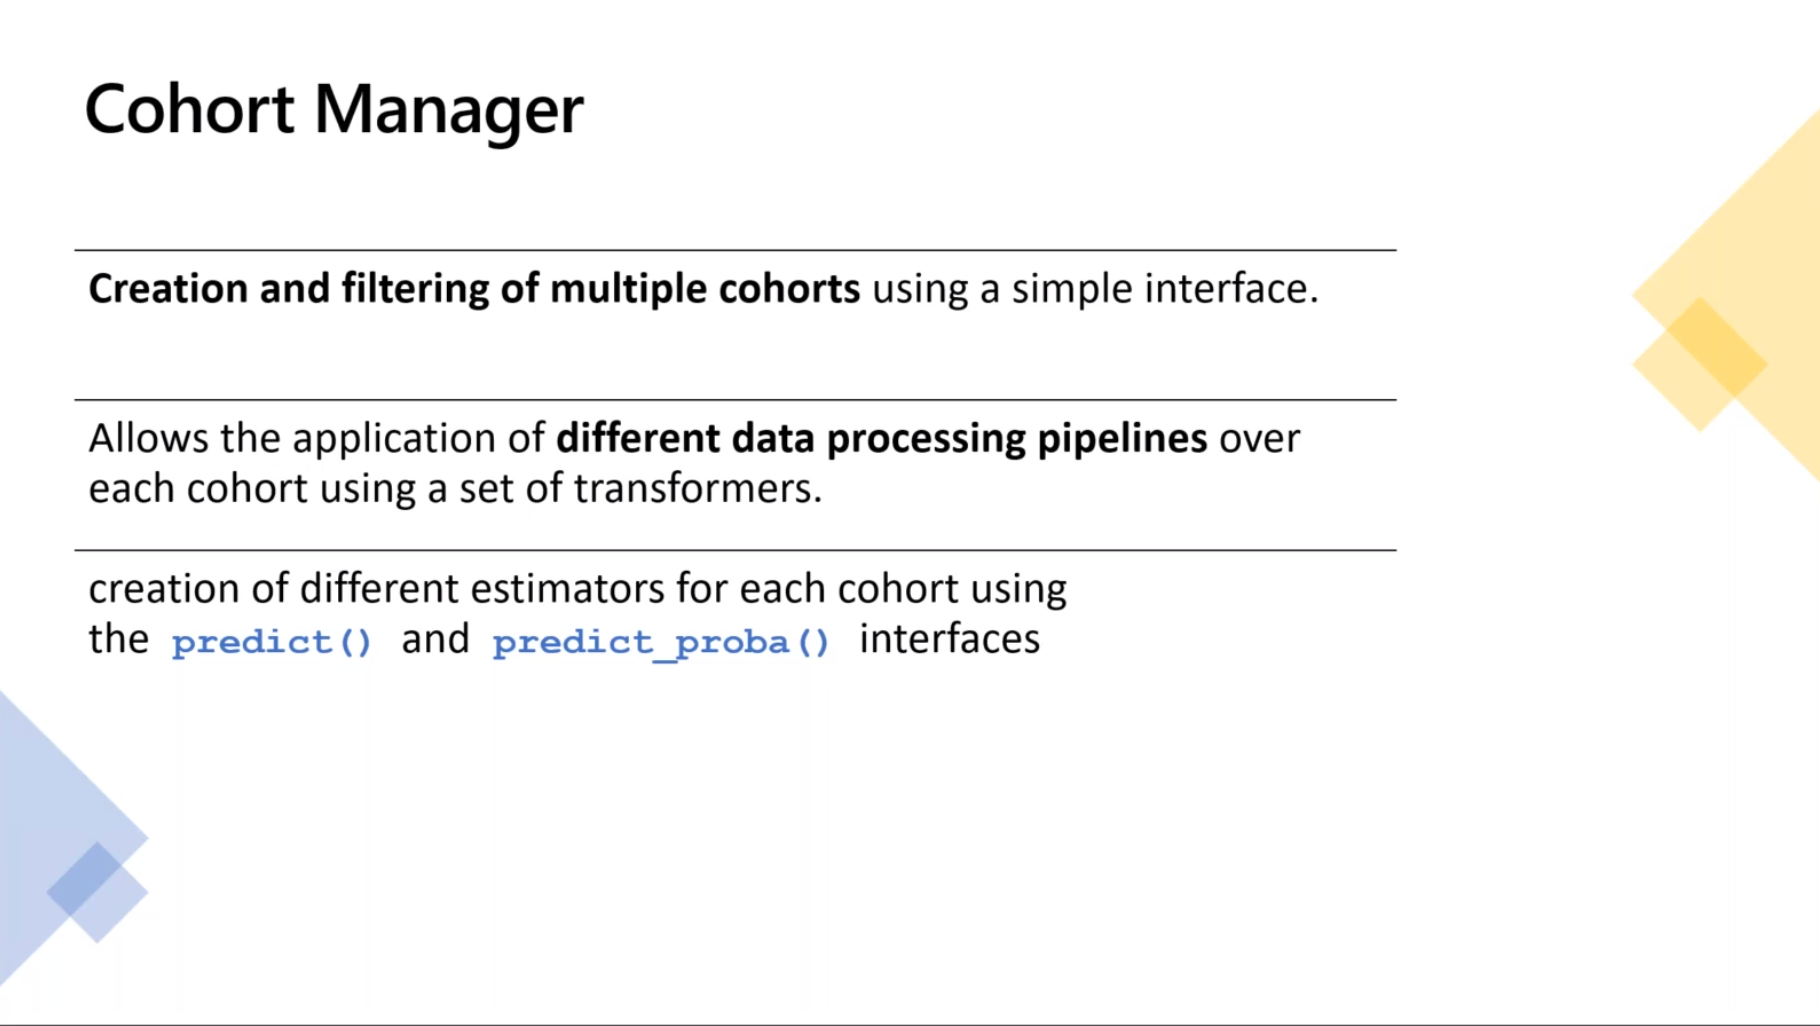 Cohort Manager
Creation and filtering of multiple cohorts using a simple interface.
Allows the application of different data processing pipelines over
each cohort using a set of transformers.
creation of different estimators for each cohort using
the predict() and predict_proba() interfaces